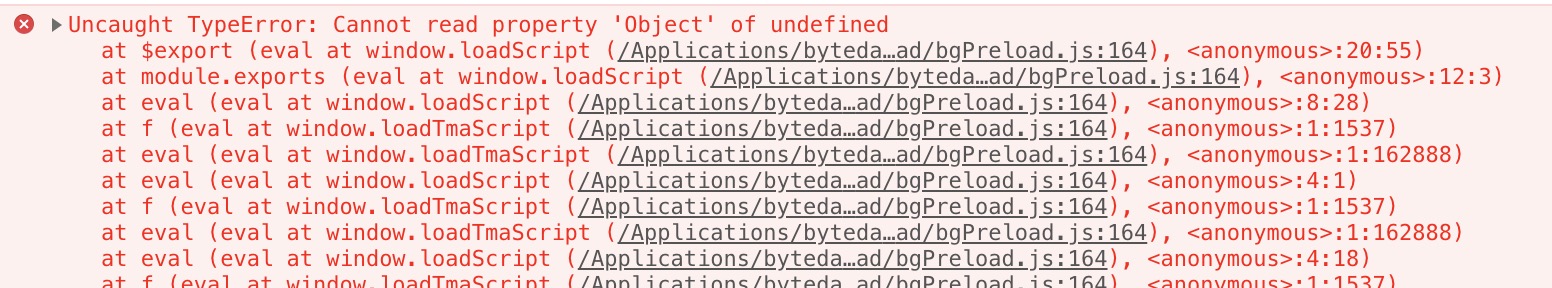 Uncaught TypeError: Cannot read property 'Object' of undefined
at $export (eval at window.loadScript (/Applications/byteda…ad/bgPreload.js:164), <anonymous>:20:55)
at module.exports (eval at window.loadScript (/Applications/byteda…ad/bgPreload.js:164), <anonymous>:12:3)
at eval (eval at window.loadScript (/Applications/byteda…ad/bgPreload.js:164), <anonymous>:8:28)
at f (eval at window.loadTmaScript (/Applications/byteda…ad/bgPreload.js:164), <anonymous>:1:1537)
at eval (eval at window.loadTmaScript (/Applications/byteda…ad/bgPreload.js:164), <anonymous>:1:162888)
at eval (eval at window.loadScript (/Applications/byteda…ad/bgPreload.js:164), <anonymous>:4:1)
at f (eval at window.loadTmaScript (/Applications/byteda…ad/bgPreload.js:164), <anonymous>:1:1537)
at eval (eval at window.loadTmaScript (/Applications/byteda…ad/bgPreload.js:164), <anonymous>:1:162888)
at eval (eval at window.loadScript (/Applications/byteda…ad/bgPreload.js:164), <anonymous>:4:18)
at f (eval at window.loadTmaScript (/Applications/byteda…ad/bgPreload.js:164), <anonymous>:1:1537)